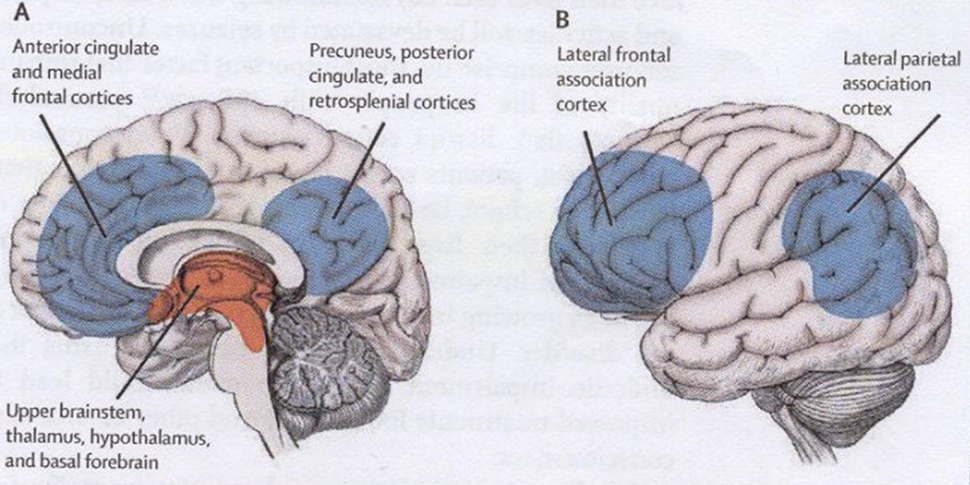 A
Anterior cingulate
and medial
frontal cortices
Precuneus, posterior
cingulate, and
retrosplenial cortices
Upper brainstem,
thalamus, hypothalamus,
and basal forebrain
B
Lateral frontal
association
cortex
Lateral parietal
association
cortex